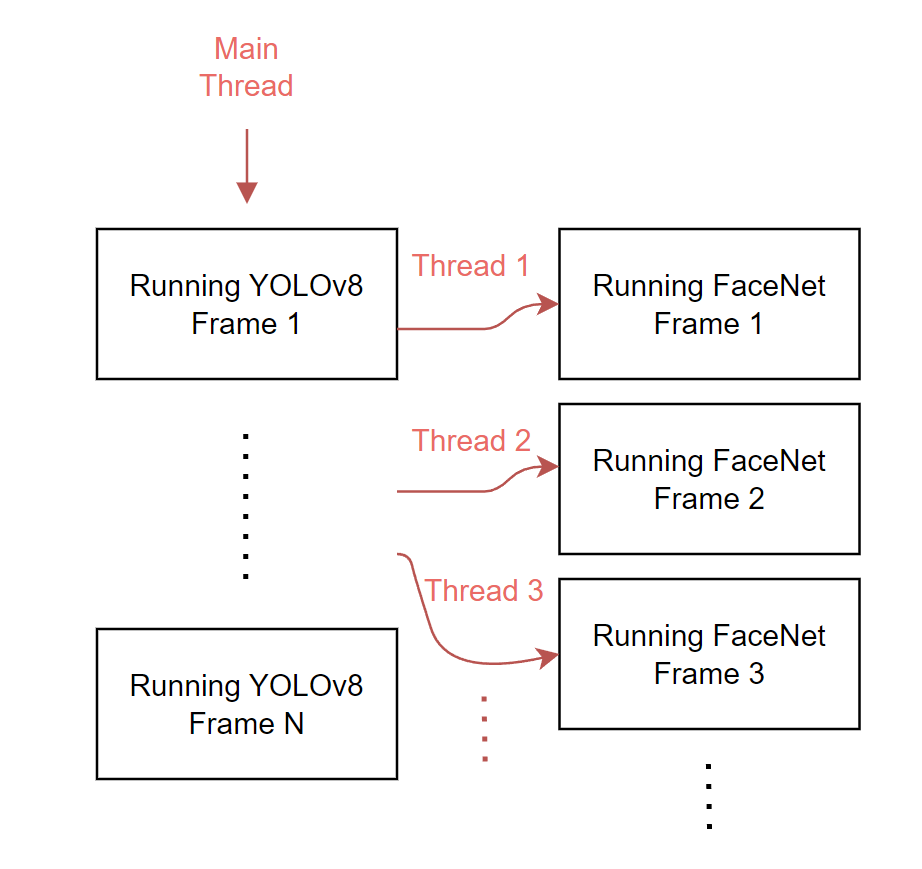 Main
Thread
Running YOLOv8
Frame 1
Thread 1
Running FaceNet
Frame 1
Thread 2
Running FaceNet
Frame 2
Thread 3
Running FaceNet
Frame 3
Running YOLOv8
Frame N